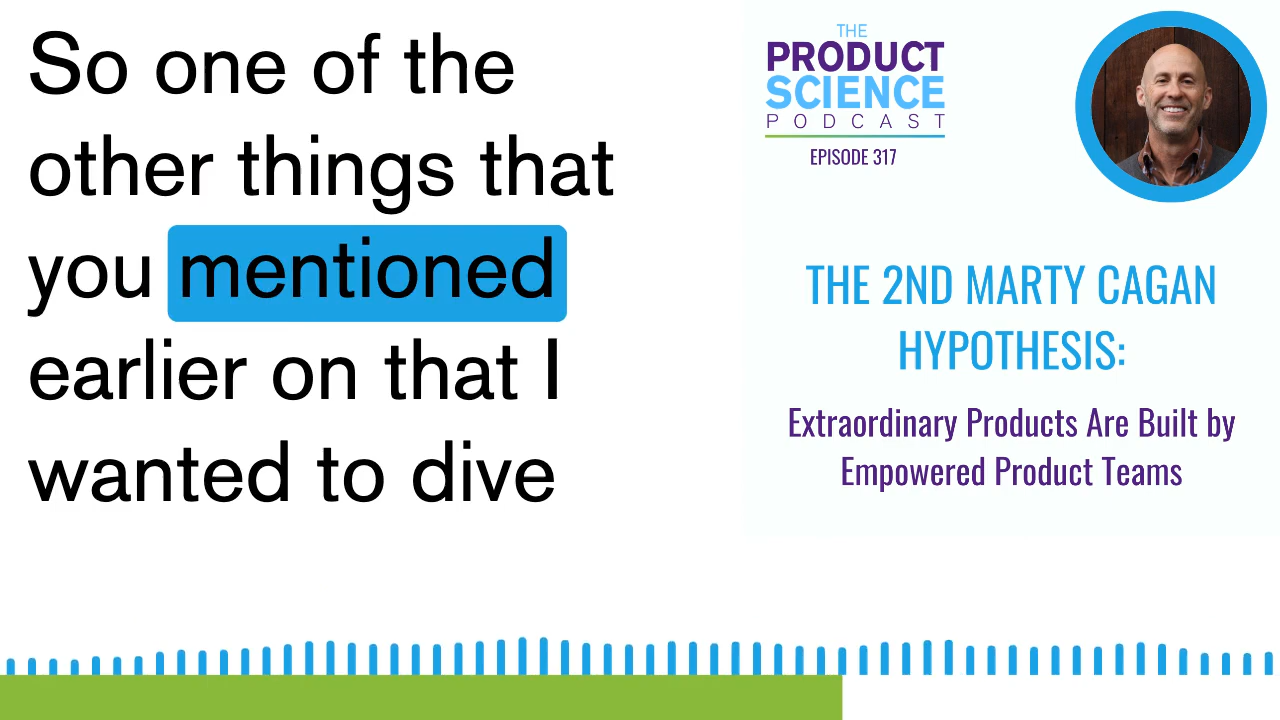 So one of the
other things that
you mentioned
earlier on that I
wanted to dive
THE
PRODUCT
SCIENCE
PODCAST
EPISODE 317
THE 2ND MARTY CAGAN
HYPOTHESIS:
Extraordinary Products Are Built by
Empowered Product Teams